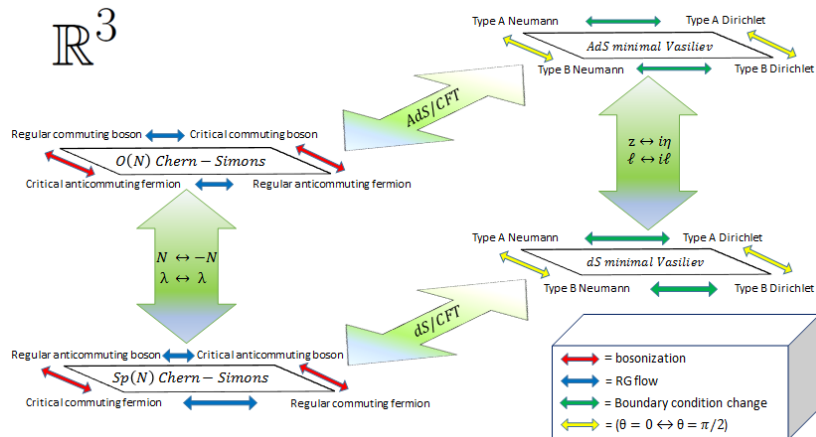 ℝ³
Type A Neumann
Type A Dirichlet
AdS minimal Vasiliev
Type B Neumann
Type B Dirichlet
AdS/CFT
Regular commuting boson
Critical commuting boson
O(N) Chern – Simons
Critical anticommuting fermion
Regular anticommuting fermion
z ↔ iη
ℓ ↔ iℓ
N ↔ −N
λ ↔ λ
Type A Neumann
Type A Dirichlet
dS minimal Vasiliev
Type B Neumann
Type B Dirichlet
dS/CFT
Regular anticommuting boson
Critical anticommuting boson
Sp(N) Chern – Simons
Critical commuting fermion
Regular commuting fermion
= bosonization
= RG flow
= Boundary condition change
= (θ = 0 ↔ θ = π/2)